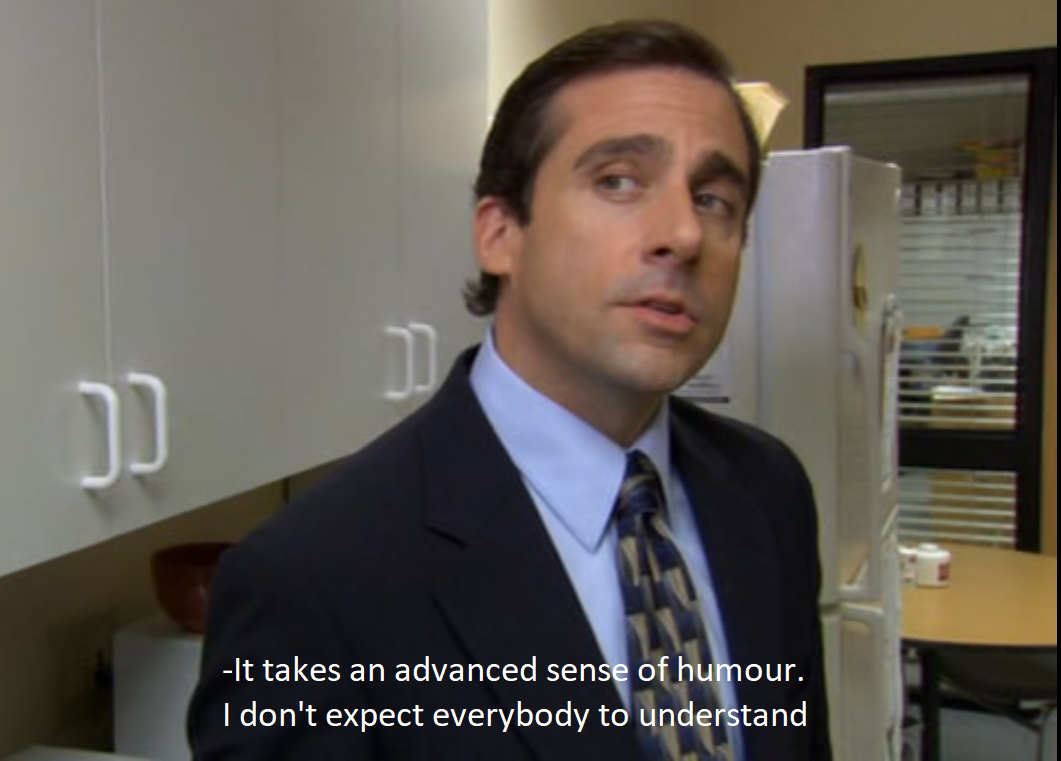 -It takes an advanced sense of humour.
I don't expect everybody to understand